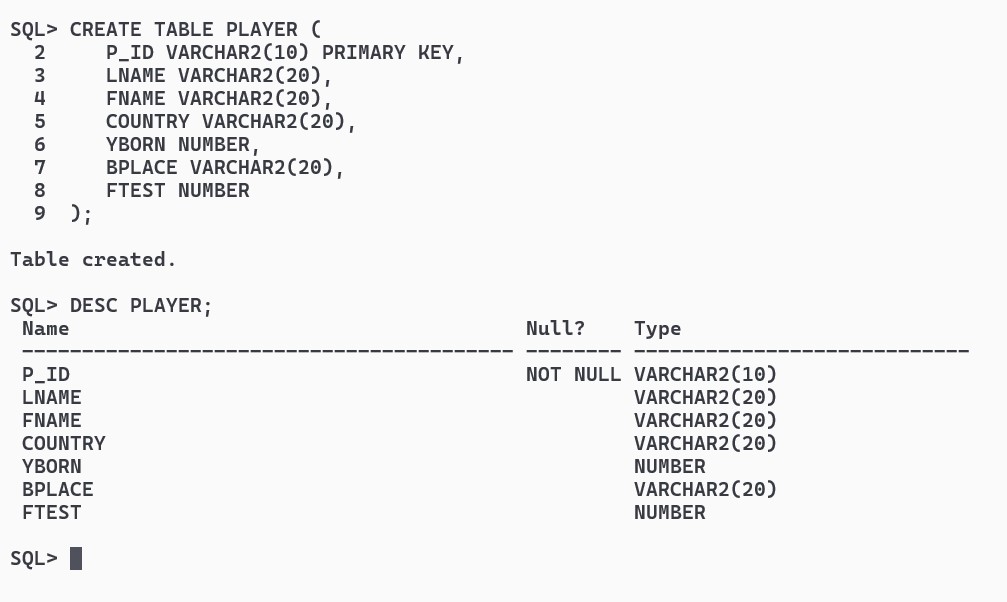 SQL> CREATE TABLE PLAYER (
  2     P_ID VARCHAR2(10) PRIMARY KEY,
  3     LNAME VARCHAR2(20),
  4     FNAME VARCHAR2(20),
  5     COUNTRY VARCHAR2(20),
  6     YBORN NUMBER,
  7     BPLACE VARCHAR2(20),
  8     FTEST NUMBER
  9  );
Table created.
SQL> DESC PLAYER;
 Name                                      Null?    Type
 ----------------------------------------- -------- ----------------------------
 P_ID                                      NOT NULL VARCHAR2(10)
 LNAME                                              VARCHAR2(20)
 FNAME                                              VARCHAR2(20)
 COUNTRY                                            VARCHAR2(20)
 YBORN                                              NUMBER
 BPLACE                                             VARCHAR2(20)
 FTEST                                              NUMBER
SQL>